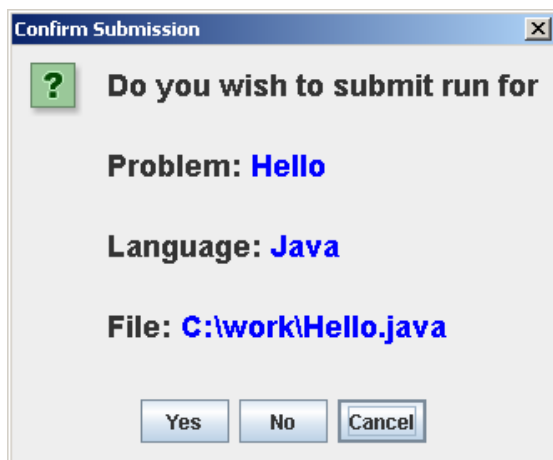 Confirm Submission
?
Do you wish to submit run for
Problem: Hello
Language: Java
File: C:\work\Hello.java
Yes No Cancel